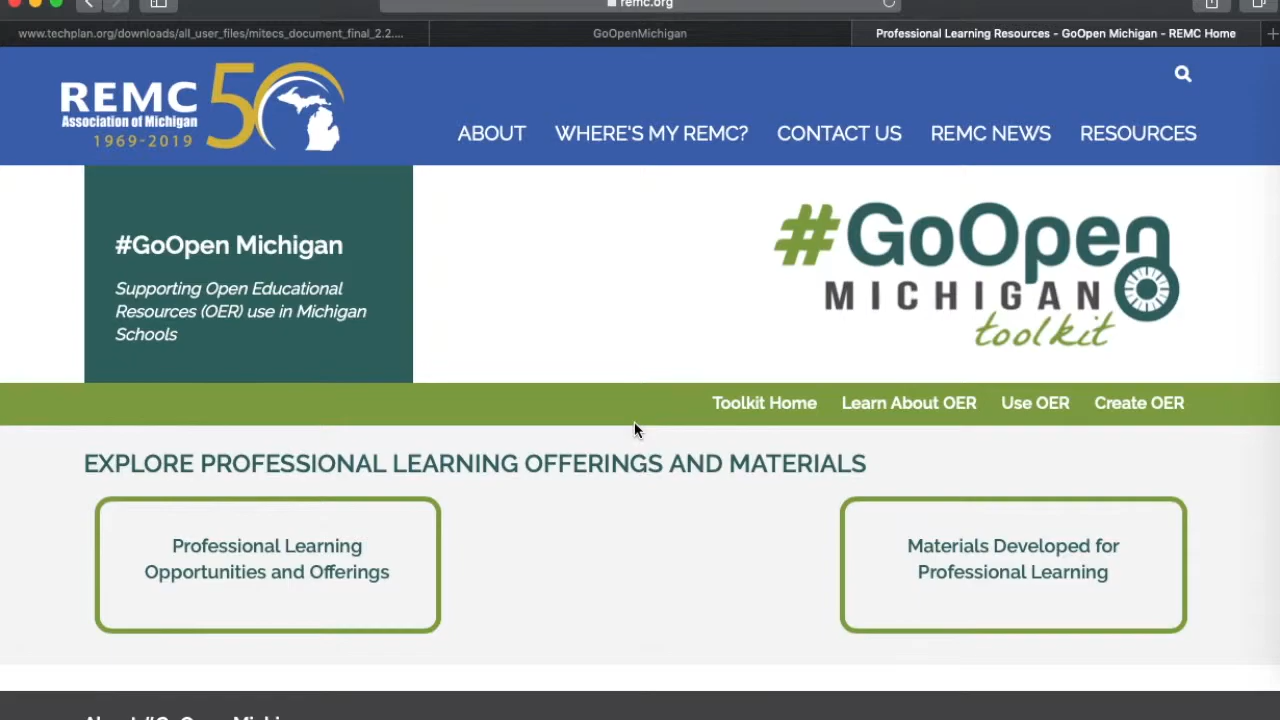 remc.org
www.techplan.org/downloads/all_user_files/mitecs_document_final_2.2....
GoOpenMichigan
Professional Learning Resources - GoOpen Michigan - REMC Home
REMC 50
Association of Michigan
1969-2019
ABOUT
WHERE'S MY REMC?
CONTACT US
REMC NEWS
RESOURCES
#GoOpen Michigan
Supporting Open Educational
Resources (OER) use in Michigan
Schools
#GoOpen
MICHIGAN
toolkit
Toolkit Home
Learn About OER
Use OER
Create OER
EXPLORE PROFESSIONAL LEARNING OFFERINGS AND MATERIALS
Professional Learning
Opportunities and Offerings
Materials Developed for
Professional Learning